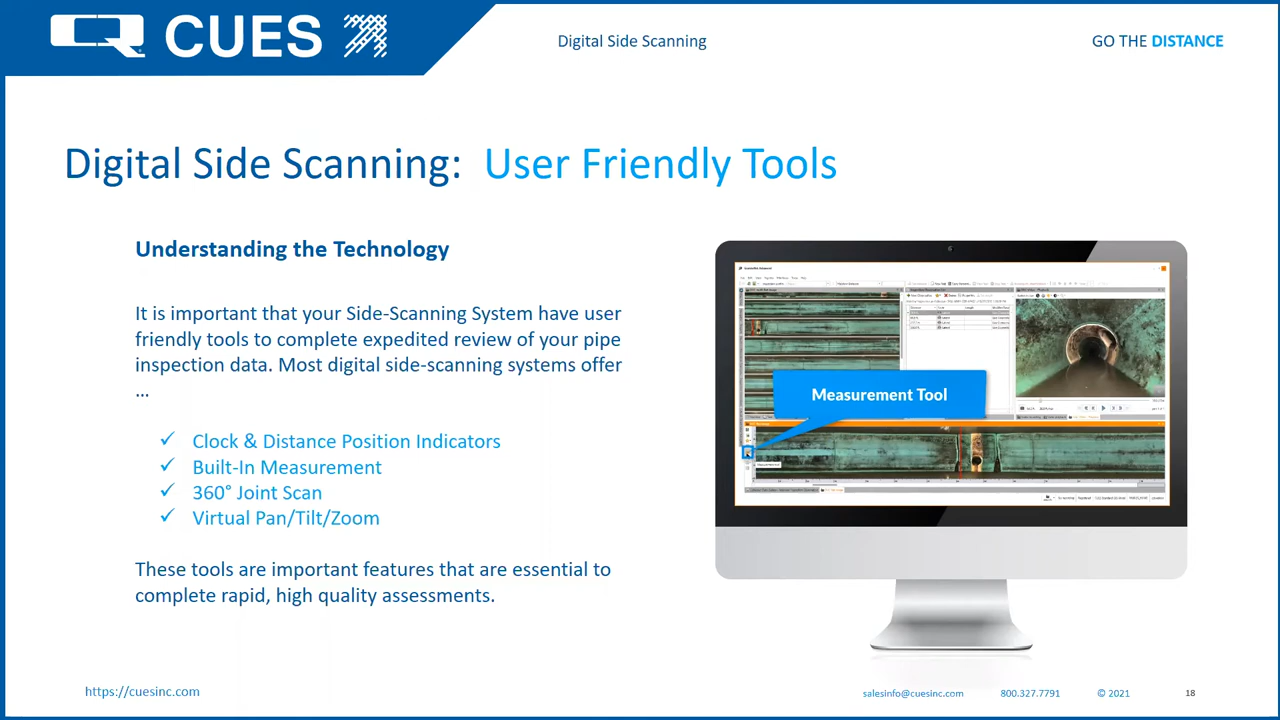 CUES
Digital Side Scanning
GO THE DISTANCE
Digital Side Scanning: User Friendly Tools
Understanding the Technology
It is important that your Side-Scanning System have user
friendly tools to complete expedited review of your pipe
inspection data. Most digital side-scanning systems offer
...
✓ Clock & Distance Position Indicators
✓ Built-In Measurement
✓ 360° Joint Scan
✓ Virtual Pan/Tilt/Zoom
These tools are important features that are essential to
complete rapid, high quality assessments.
Measurement Tool
https://cuesinc.com
salesinfo@cuesinc.com
800.327.7791
© 2021
18